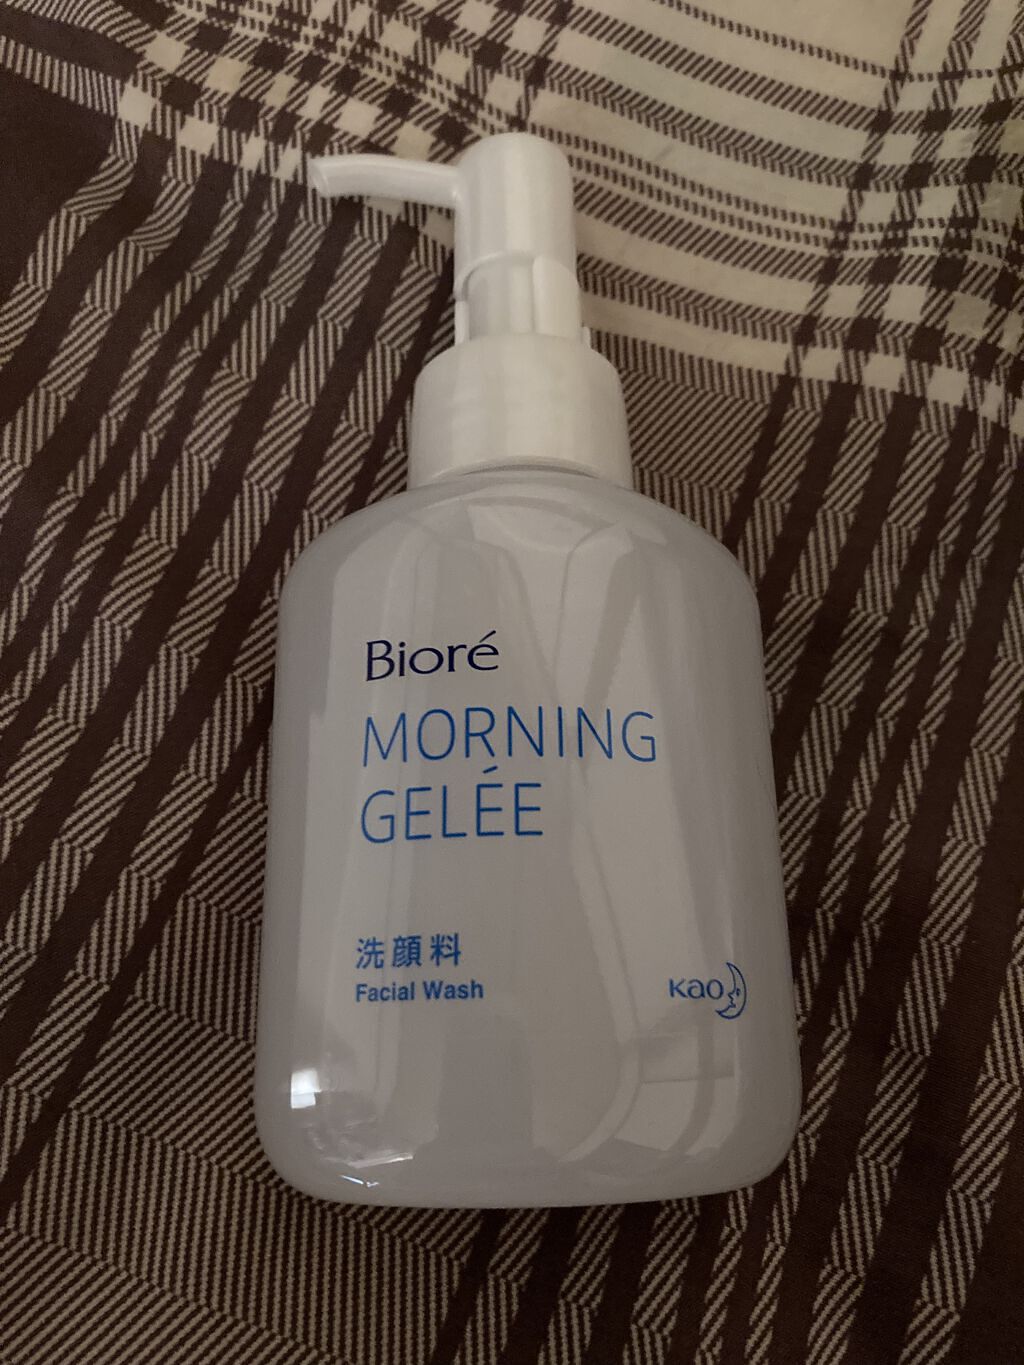 Bioré
MORNING
GELÉE
洗顔料
Facial Wash
Kao